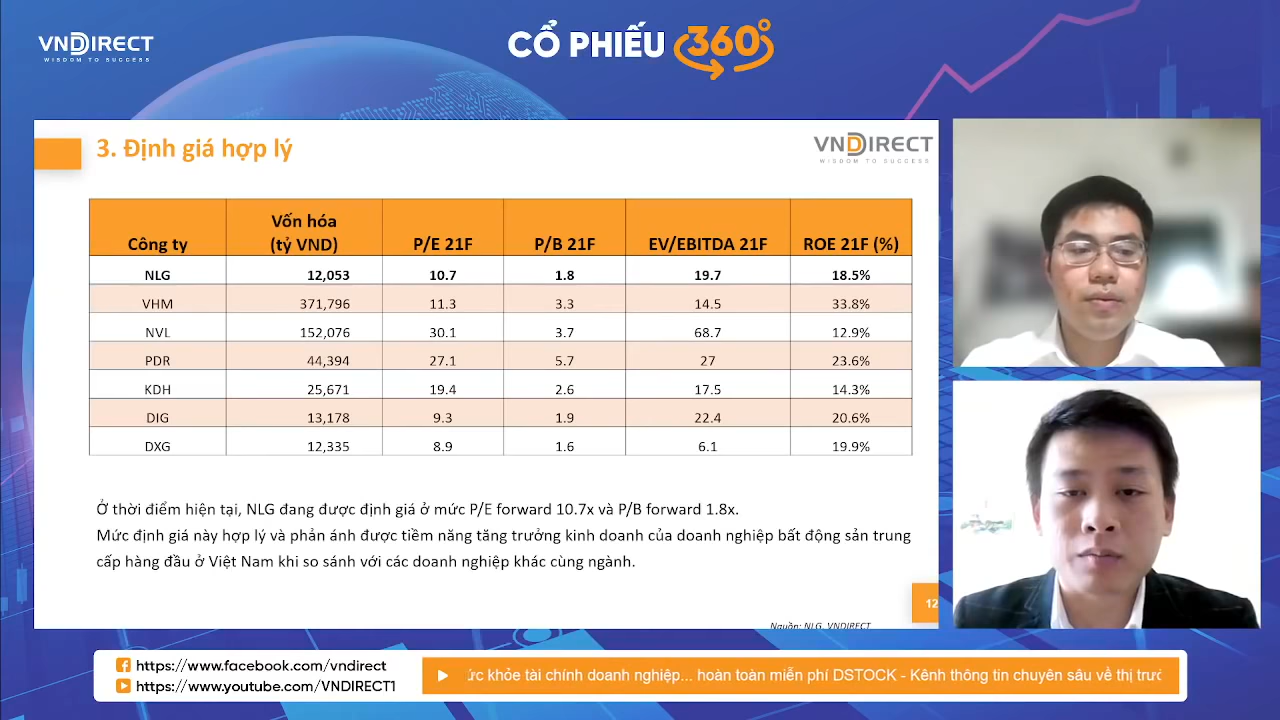 VNDIRECT
WISDOM TO SUCCESS
CỔ PHIẾU 360°
3. Định giá hợp lý
VNDIRECT
WISDOM TO SUCCESS
Công ty Vốn hóa (tỷ VND) P/E 21F P/B 21F EV/EBITDA 21F ROE 21F (%)
NLG 12,053 10.7 1.8 19.7 18.5%
VHM 371,796 11.3 3.3 14.5 33.8%
NVL 152,076 30.1 3.7 68.7 12.9%
PDR 44,394 27.1 5.7 27 23.6%
KDH 25,671 19.4 2.6 17.5 14.3%
DIG 13,178 9.3 1.9 22.4 20.6%
DXG 12,335 8.9 1.6 6.1 19.9%
Ở thời điểm hiện tại, NLG đang được định giá ở mức P/E forward 10.7x và P/B forward 1.8x.
Mức định giá này hợp lý và phản ánh được tiềm năng tăng trưởng kinh doanh của doanh nghiệp bất động sản trung
cấp hàng đầu ở Việt Nam khi so sánh với các doanh nghiệp khác cùng ngành.
12
Nguồn: NLG, VNDIRECT
https://www.facebook.com/vndirect
https://www.youtube.com/VNDIRECT1
khỏe tài chính doanh nghiệp... hoàn toàn miễn phí DSTOCK - Kênh thông tin chuyên sâu về thị